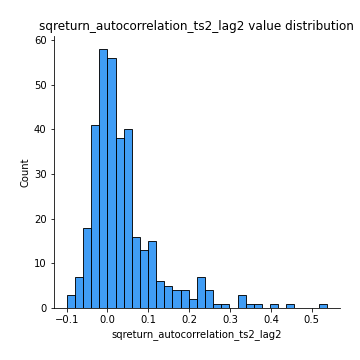 sqreturn_autocorrelation_ts2_lag2 value distribution
60
50
40
30
20
10
0
Count
−0.1 0.0 0.1 0.2 0.3 0.4 0.5
sqreturn_autocorrelation_ts2_lag2